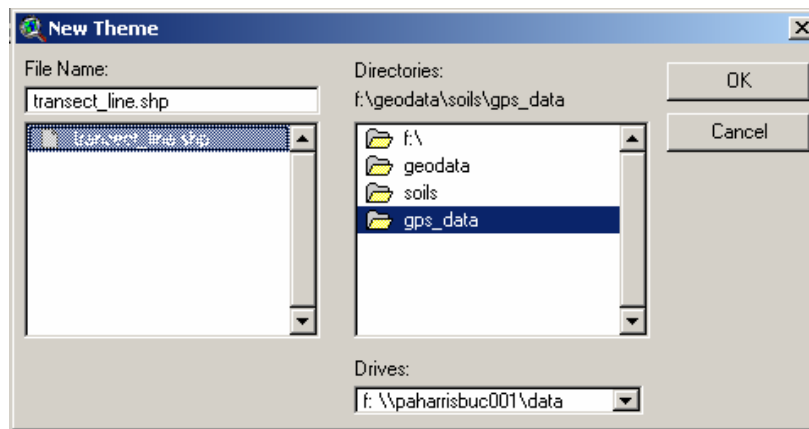 New Theme
File Name:
transect_line.shp
transect_line.shp
Directories:
f:\geodata\soils\gps_data
f:\
geodata
soils
gps_data
Drives:
f: \\paharrisbuc001\data
OK
Cancel